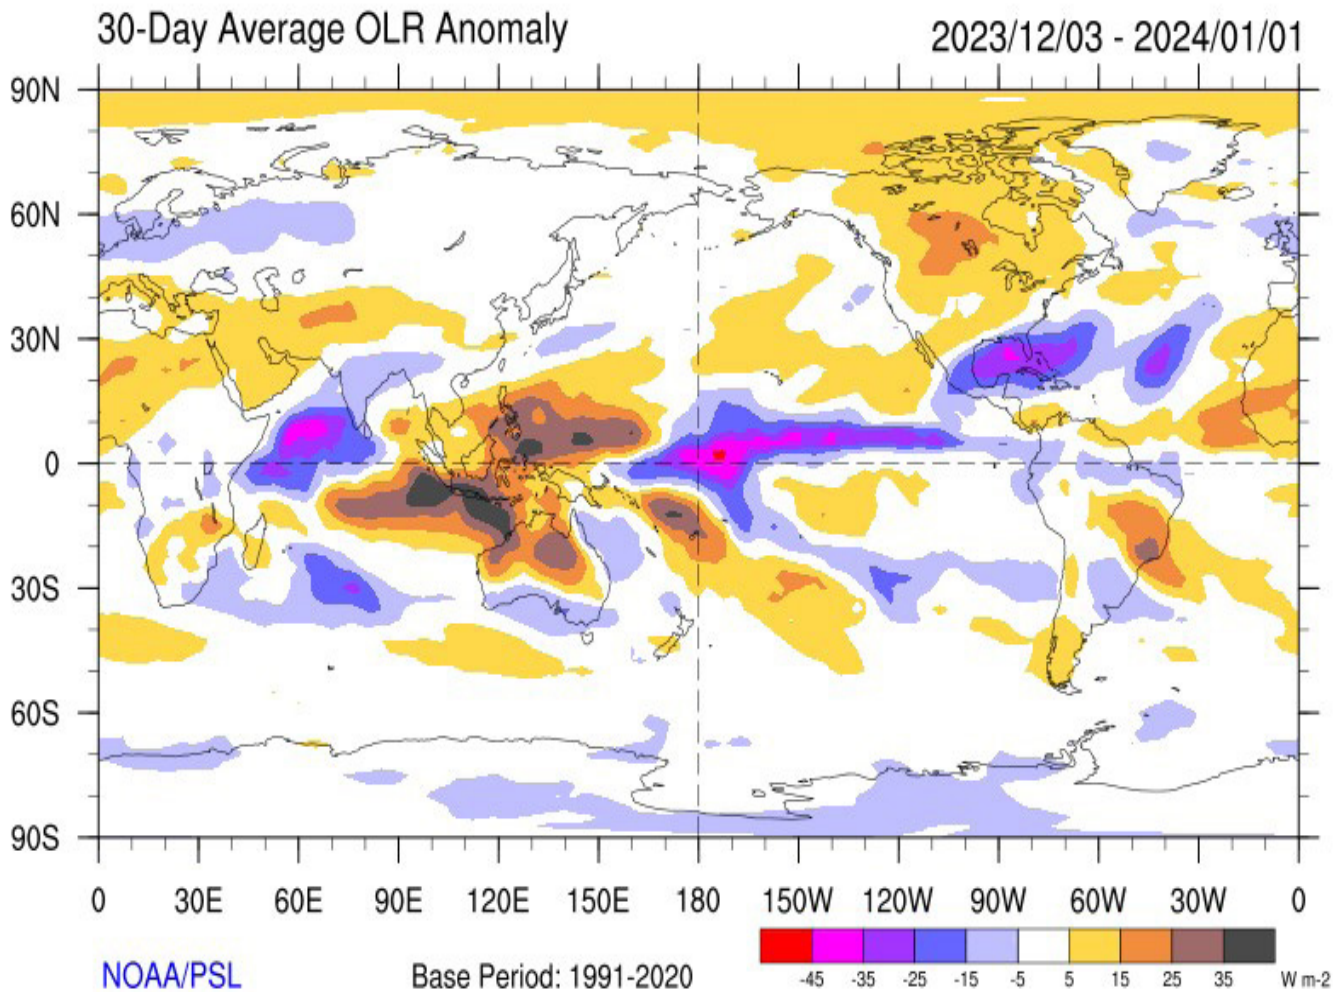 30-Day Average OLR Anomaly
2023/12/03 - 2024/01/01
90N
60N
30N
0
30S
60S
90S
0 30E 60E 90E 120E 150E 180 150W 120W 90W 60W 30W 0
-45 -35 -25 -15 -5 5 15 25 35 W m-2
NOAA/PSL
Base Period: 1991-2020